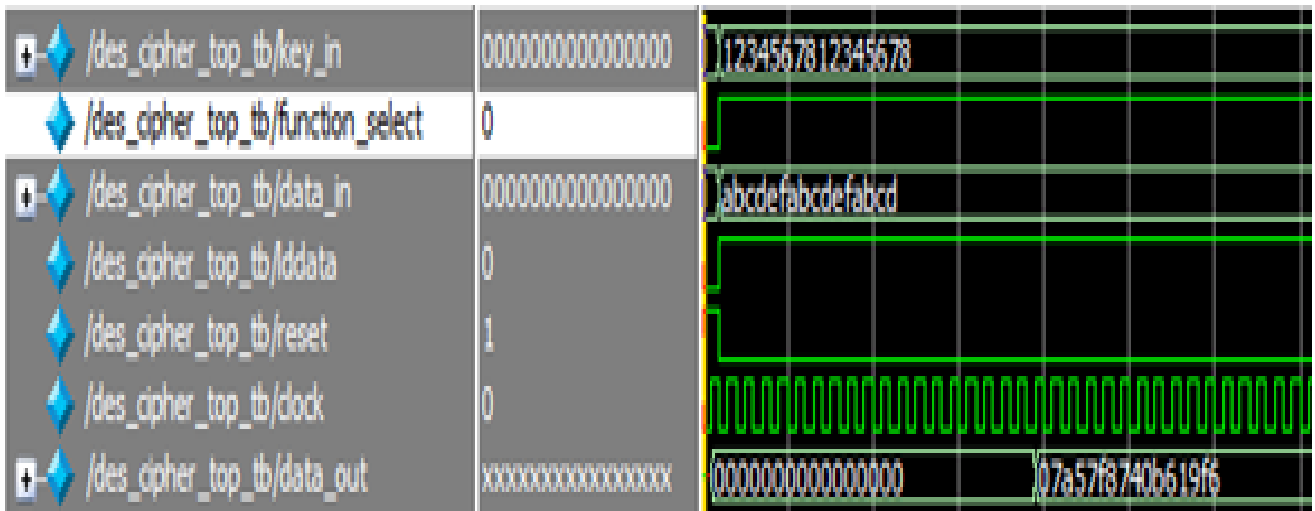 /des_cipher_top_tb/key_in 0000000000000000 1234567812345678
/des_cipher_top_tb/function_select 0
/des_cipher_top_tb/data_in 0000000000000000 abcdefabcdefabcd
/des_cipher_top_tb/ddata 0
/des_cipher_top_tb/reset 1
/des_cipher_top_tb/clock 0
/des_cipher_top_tb/data_out xxxxxxxxxxxxxxxx 0000000000000000 07a57f8740b619f6